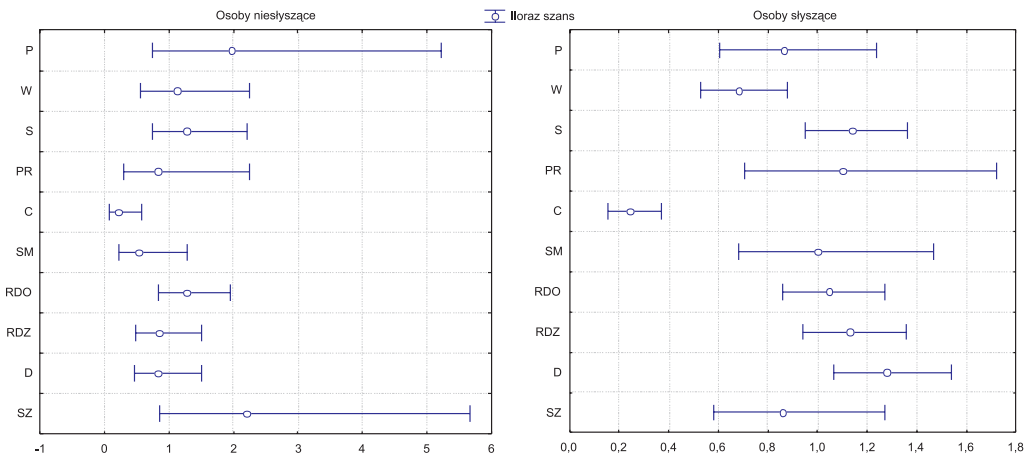 Osoby niesłyszące
Iloraz szans
Osoby słyszące
P
W
S
PR
C
SM
RDO
RDZ
D
SZ
-1 0 1 2 3 4 5 6
P
W
S
PR
C
SM
RDO
RDZ
D
SZ
0,0 0,2 0,4 0,6 0,8 1,0 1,2 1,4 1,6 1,8